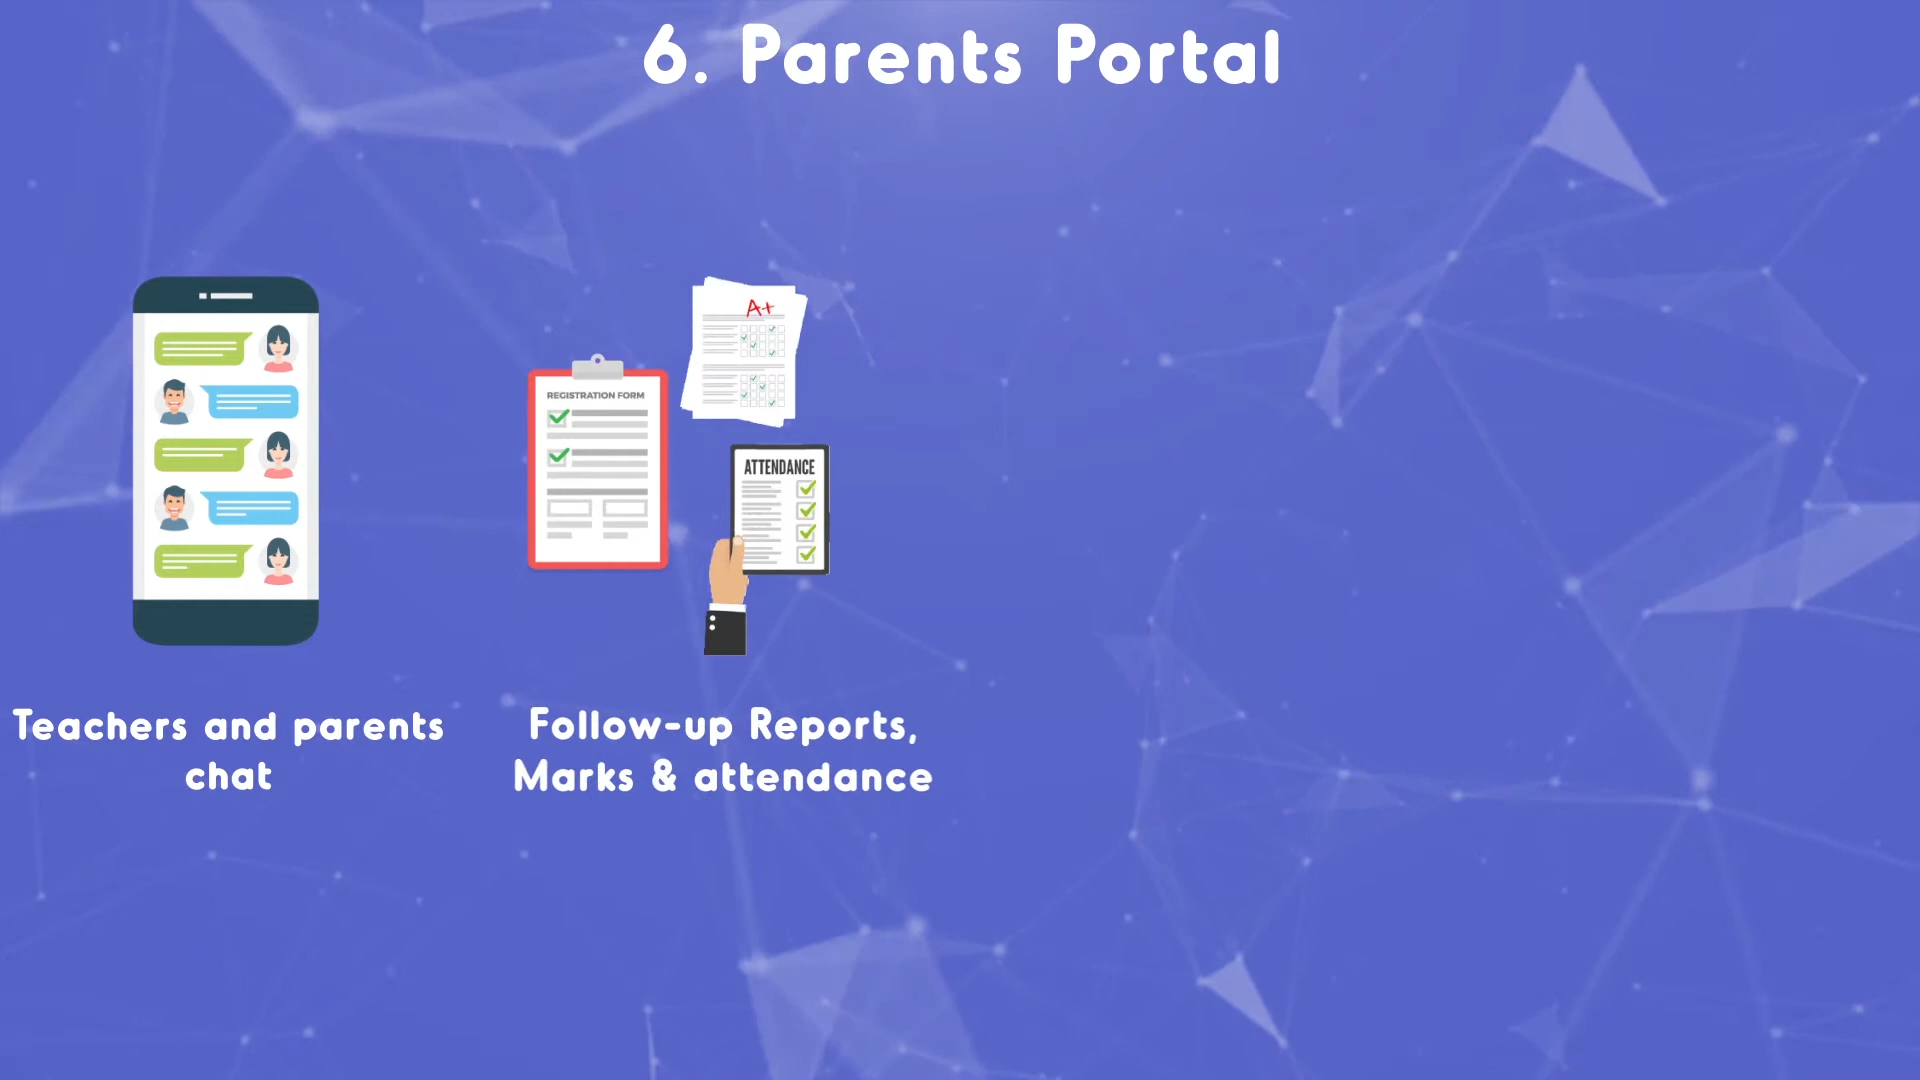 6. Parents Portal
A+
REGISTRATION FORM
ATTENDANCE
Teachers and parents
chat
Follow-up Reports,
Marks & attendance